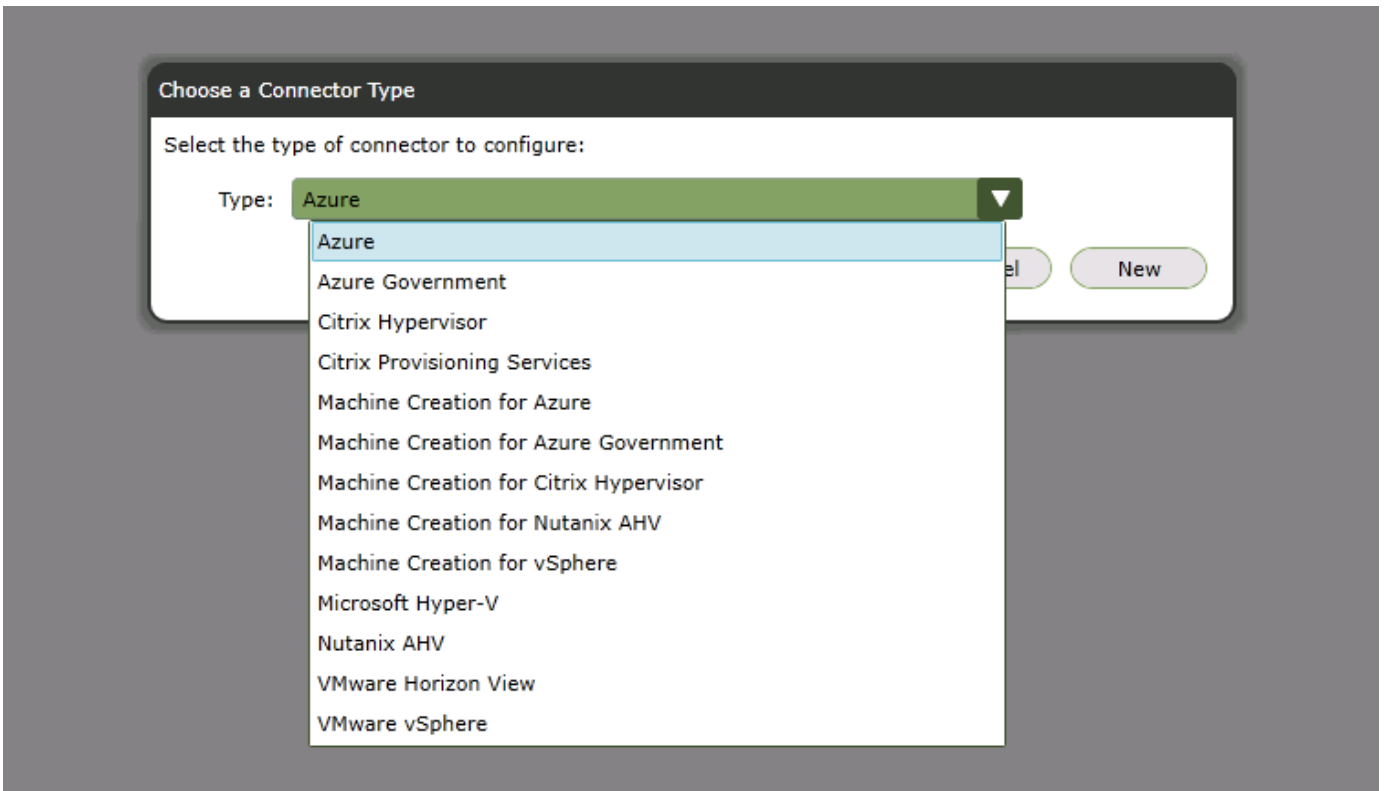 Choose a Connector Type
Select the type of connector to configure:
Type: Azure
Azure
Azure Government
Citrix Hypervisor
Citrix Provisioning Services
Machine Creation for Azure
Machine Creation for Azure Government
Machine Creation for Citrix Hypervisor
Machine Creation for Nutanix AHV
Machine Creation for vSphere
Microsoft Hyper-V
Nutanix AHV
VMware Horizon View
VMware vSphere
New